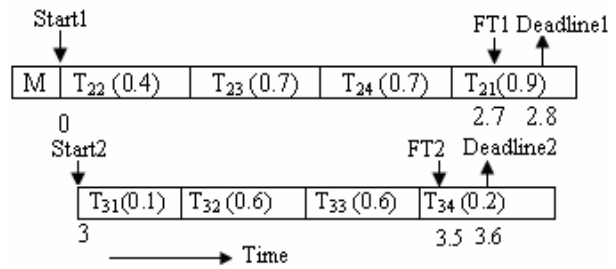 Start1 FT1 Deadline1
M T22 (0.4) T23 (0.7) T24 (0.7) T21(0.9)
0 2.7 2.8
Start2 FT2 Deadline2
T31(0.1) T32 (0.6) T33 (0.6) T34 (0.2)
3 3.5 3.6
Time